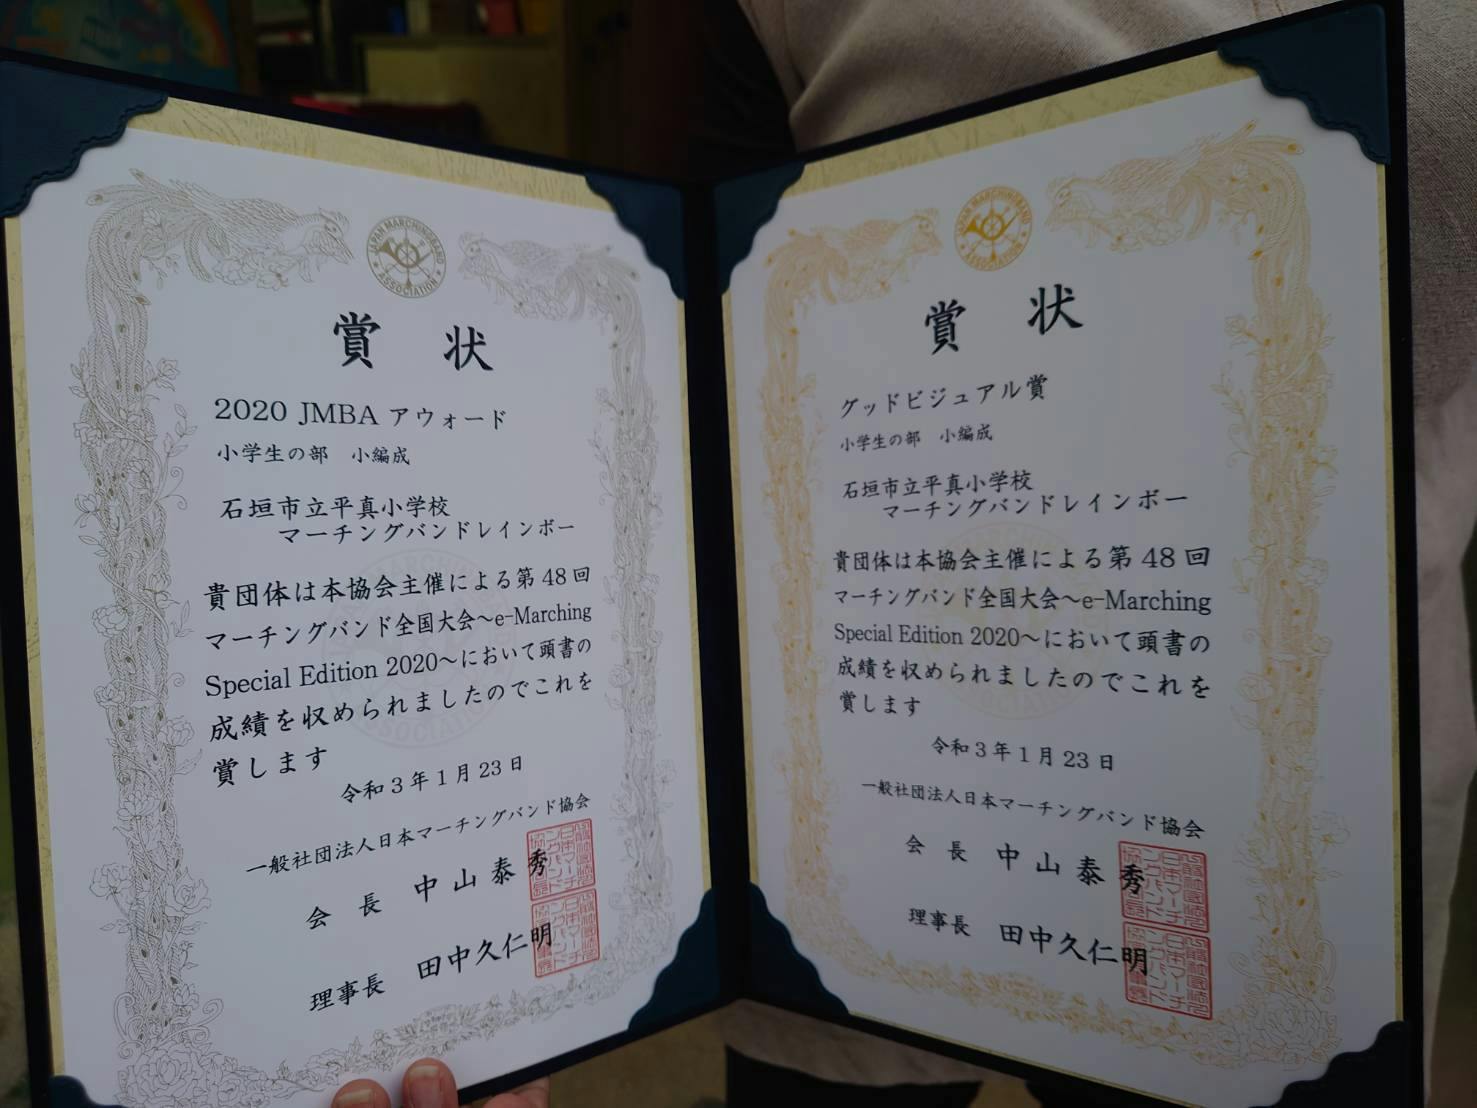 JAPAN MARCHINGBAND ASSOCIATION
賞状
2020 JMBA アウォード
小学生の部 小編成
石垣市立平真小学校
マーチングバンドレインボー
貴団体は本協会主催による第48回
マーチングバンド全国大会～e-Marching
Special Edition 2020～において頭書の
成績を収められましたのでこれを
賞します
令和3年1月23日
一般社団法人日本マーチングバンド協会
会長 中山泰秀
理事長 田中久仁明
JAPAN MARCHINGBAND ASSOCIATION
賞状
グッドビジュアル賞
小学生の部 小編成
石垣市立平真小学校
マーチングバンドレインボー
貴団体は本協会主催による第48回
マーチングバンド全国大会～e-Marching
Special Edition 2020～において頭書の
成績を収められましたのでこれを
賞します
令和3年1月23日
一般社団法人日本マーチングバンド協会
会長 中山泰秀
理事長 田中久仁明